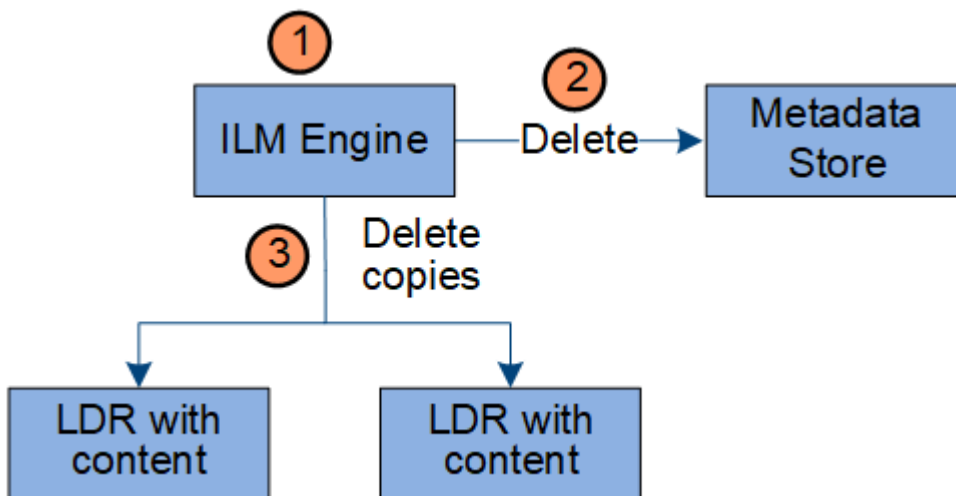 1
2
ILM Engine
Delete
Metadata
Store
3
Delete
copies
LDR with
content
LDR with
content